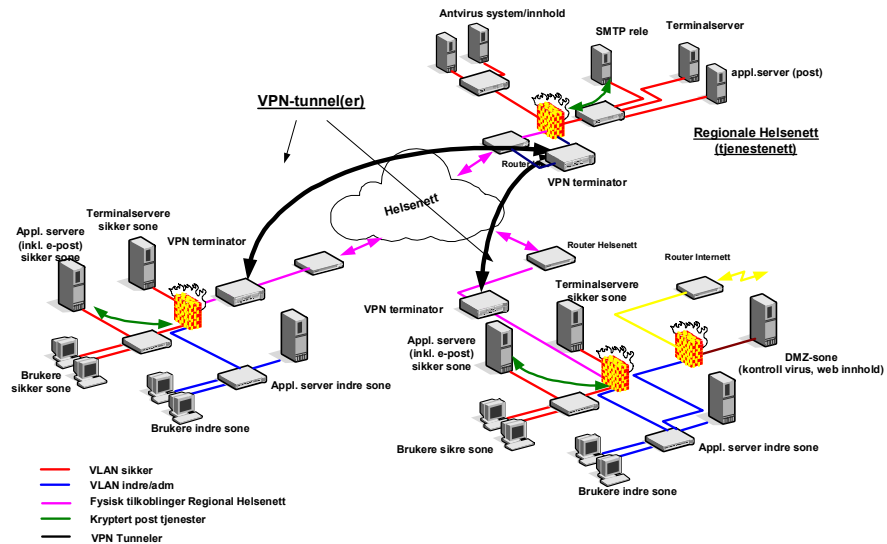 Antvirus system/innhold
SMTP rele
Terminalserver
appl.server (post)
VPN-tunnel(er)
Regionale Helsenett
(tjenestenett)
Router
VPN terminator
Helsenett
Appl. servere
(inkl. e-post)
sikker sone
Terminalservere
sikker sone
VPN terminator
Router Helsenett
Router Internett
VPN terminator
Terminalservere
sikker sone
Appl. servere
(inkl. e-post)
sikker sone
DMZ-sone
(kontroll virus, web innhold)
Brukere
sikker sone
Appl. server indre sone
Brukere indre sone
Brukere sikre sone
Appl. server indre sone
Brukere indre sone
VLAN sikker
VLAN indre/adm
Fysisk tilkoblinger Regional Helsenett
Kryptert post tjenester
VPN Tunneler